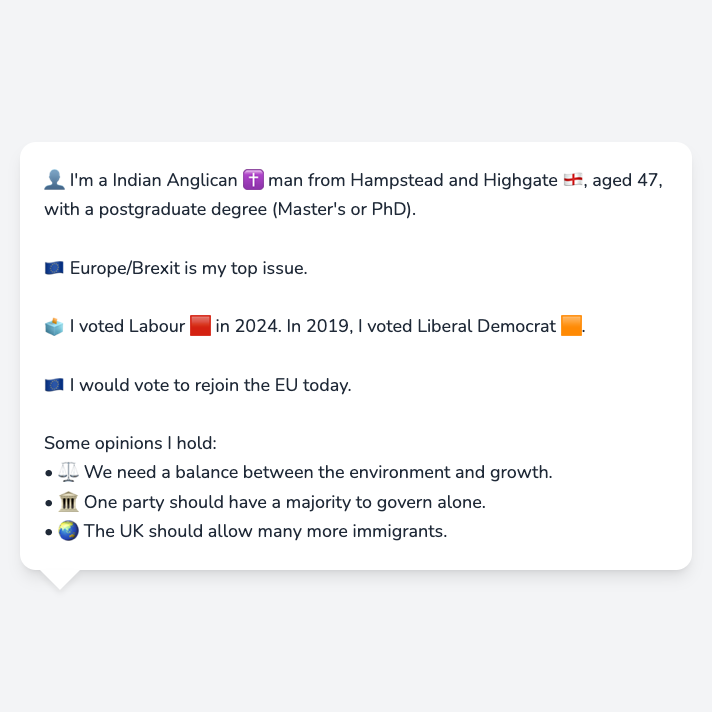 👤 I'm a Indian Anglican ✝️ man from Hampstead and Highgate 🏴󠁧󠁢󠁥󠁮󠁧󠁿, aged 47,
with a postgraduate degree (Master's or PhD).
🇪🇺 Europe/Brexit is my top issue.
🗳️ I voted Labour 🟥 in 2024. In 2019, I voted Liberal Democrat 🟧.
🇪🇺 I would vote to rejoin the EU today.
Some opinions I hold:
• ⚖️ We need a balance between the environment and growth.
• 🏛️ One party should have a majority to govern alone.
• 🌏 The UK should allow many more immigrants.